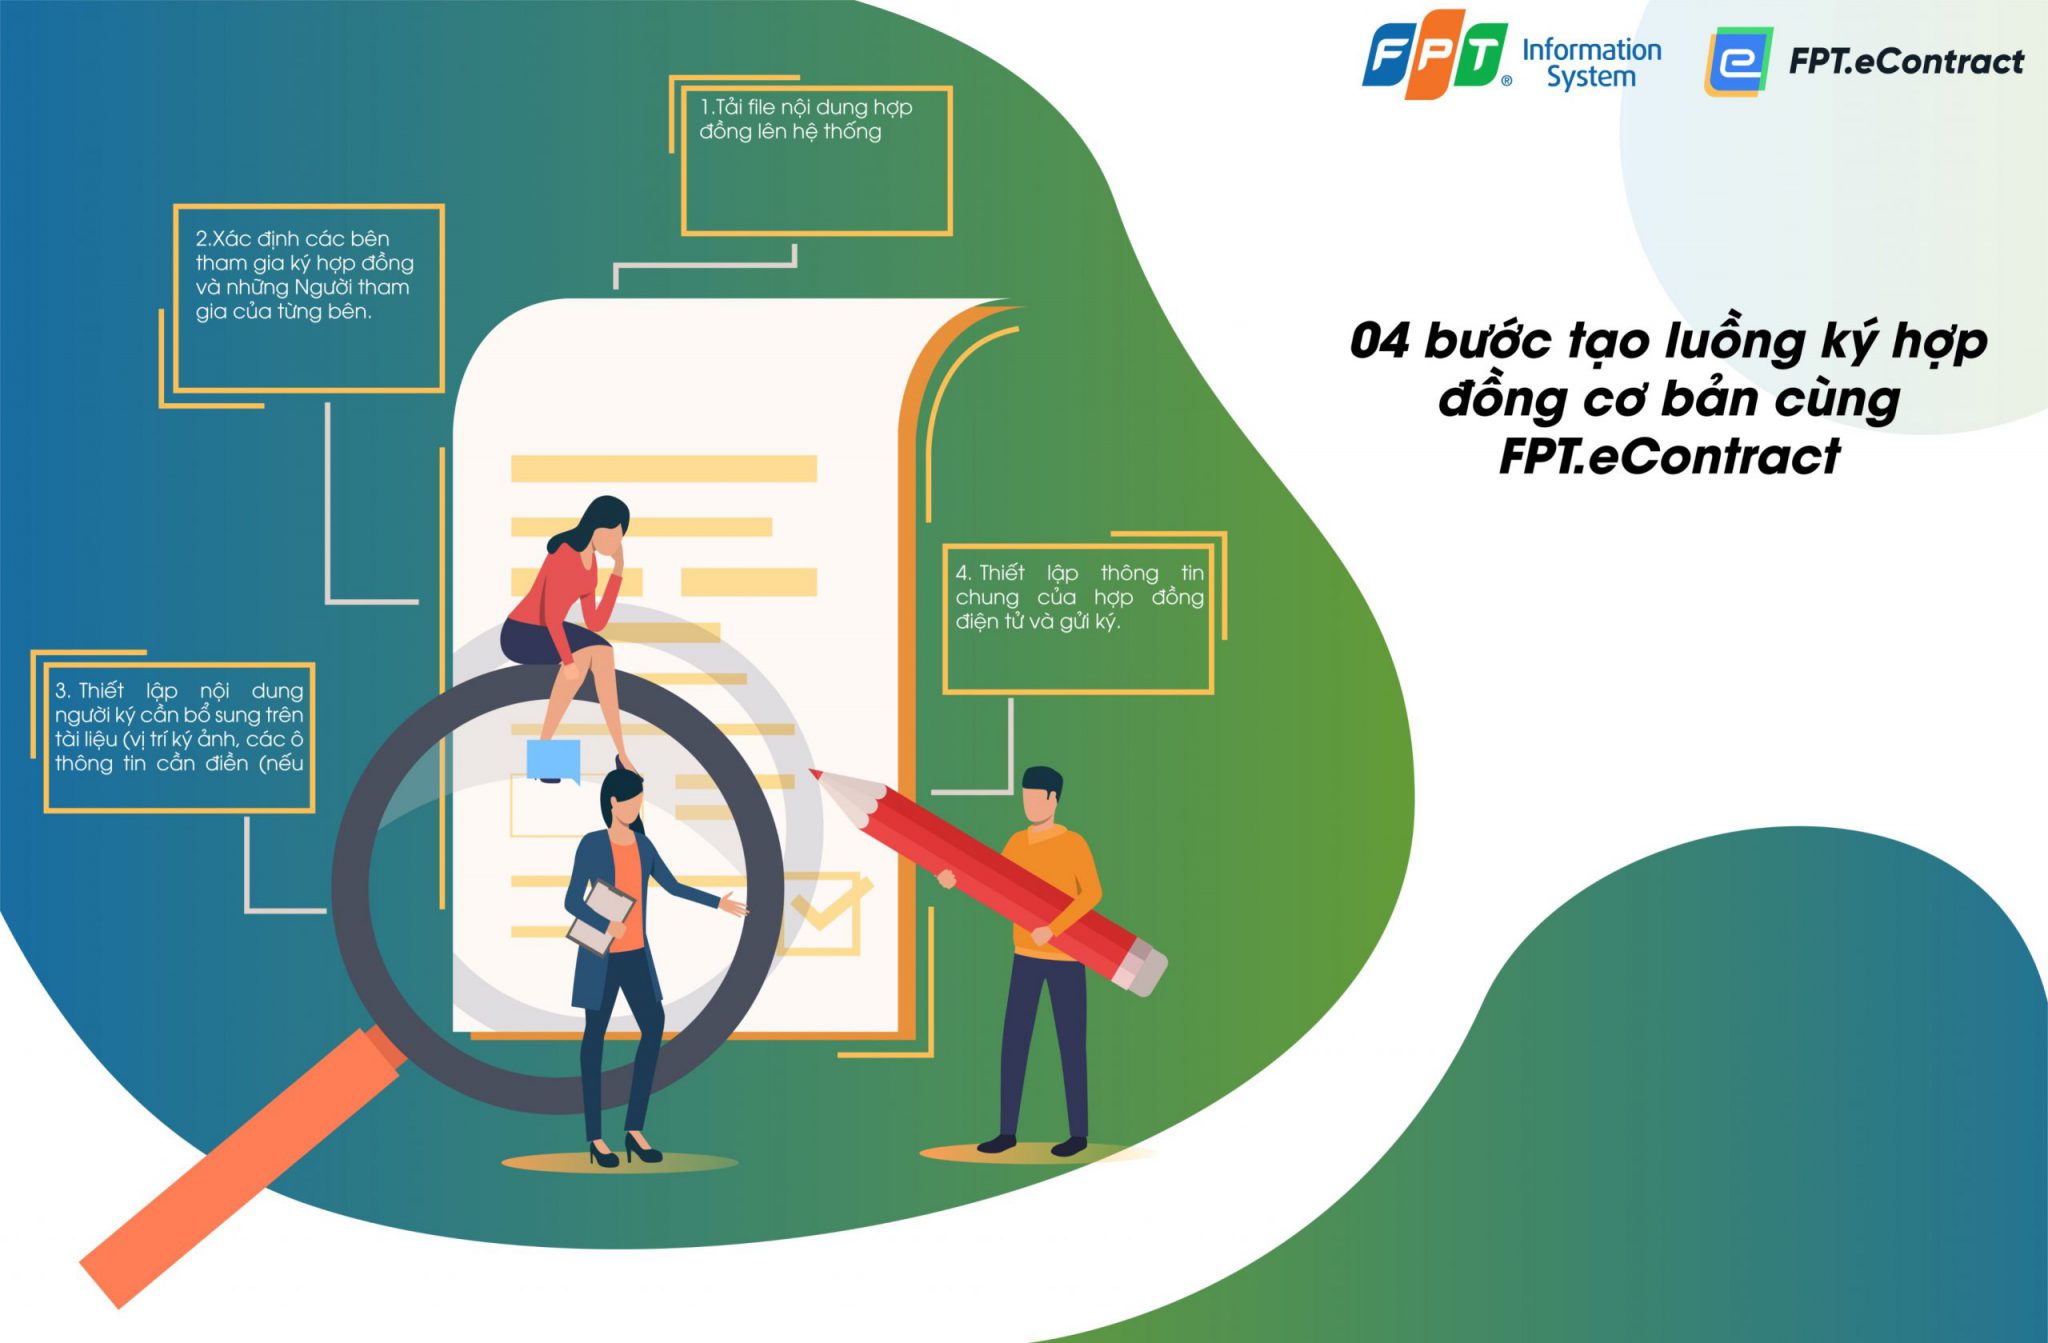 FPT Information
System
FPT.eContract
1.Tải file nội dung hợp
đồng lên hệ thống
2.Xác định các bên
tham gia ký hợp đồng
và những Người tham
gia của từng bên.
04 bước tạo luồng ký hợp
đồng cơ bản cùng
FPT.eContract
4. Thiết lập thông tin
chung của hợp đồng
điện tử và gửi ký.
3. Thiết lập nội dung
người ký cần bổ sung trên
tài liệu (vị trí ký ảnh, các ô
thông tin cần điền (nếu